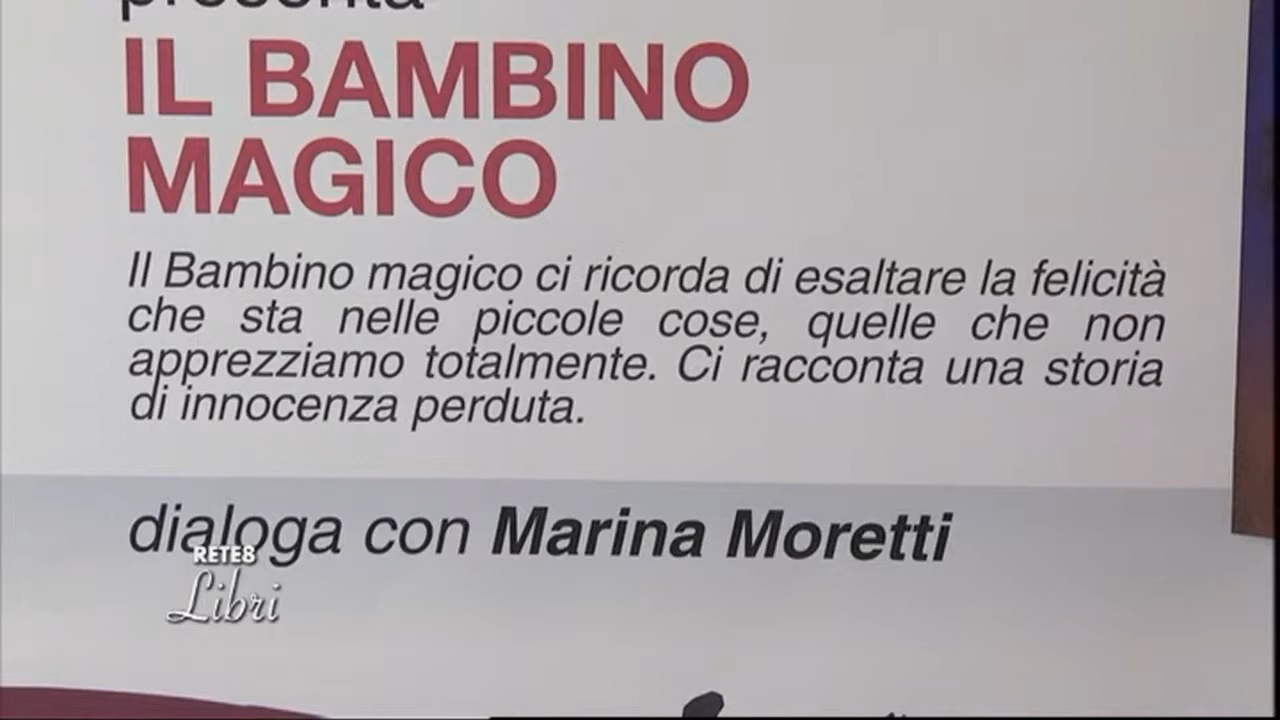 presenta
IL BAMBINO
MAGICO
Il Bambino magico ci ricorda di esaltare la felicità
che sta nelle piccole cose, quelle che non
apprezziamo totalmente. Ci racconta una storia
di innocenza perduta.
dialoga con Marina Moretti
RETE8
Libri